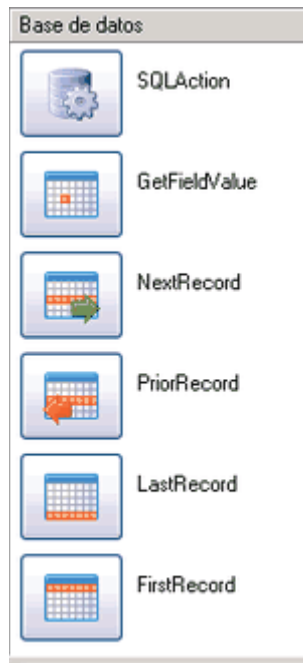 Base de datos
SQLAction
GetFieldValue
NextRecord
PriorRecord
LastRecord
FirstRecord